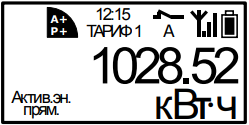 A+ 12:15
P+ ТАРИФ 1 A
1028.52
Актив.эн.
прям. кВт·ч